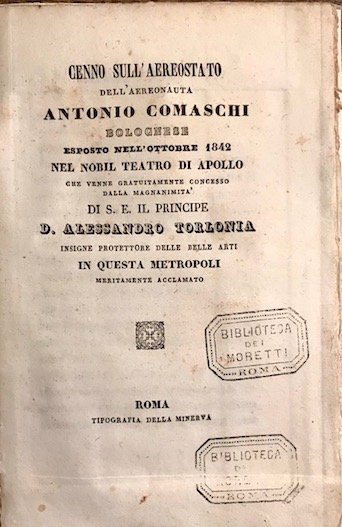 CENNO SULL'AEREOSTATO
DELL'AEREONAUTA
ANTONIO COMASCHI
BOLOGNESE
ESPOSTO NELL'OTTOBRE 1842
NEL NOBIL TEATRO DI APOLLO
CHE VENNE GRATUITAMENTE CONCESSO
DALLA MAGNANIMITA'
DI S. E. IL PRINCIPE
D. ALESSANDRO TORLONIA
INSIGNE PROTETTORE DELLE BELLE ARTI
IN QUESTA METROPOLI
MERITAMENTE ACCLAMATO
BIBLIOTECA
DEI
MORETTI
ROMA
ROMA
TIPOGRAFIA DELLA MINERVA
BIBLIOTECA
ROMA